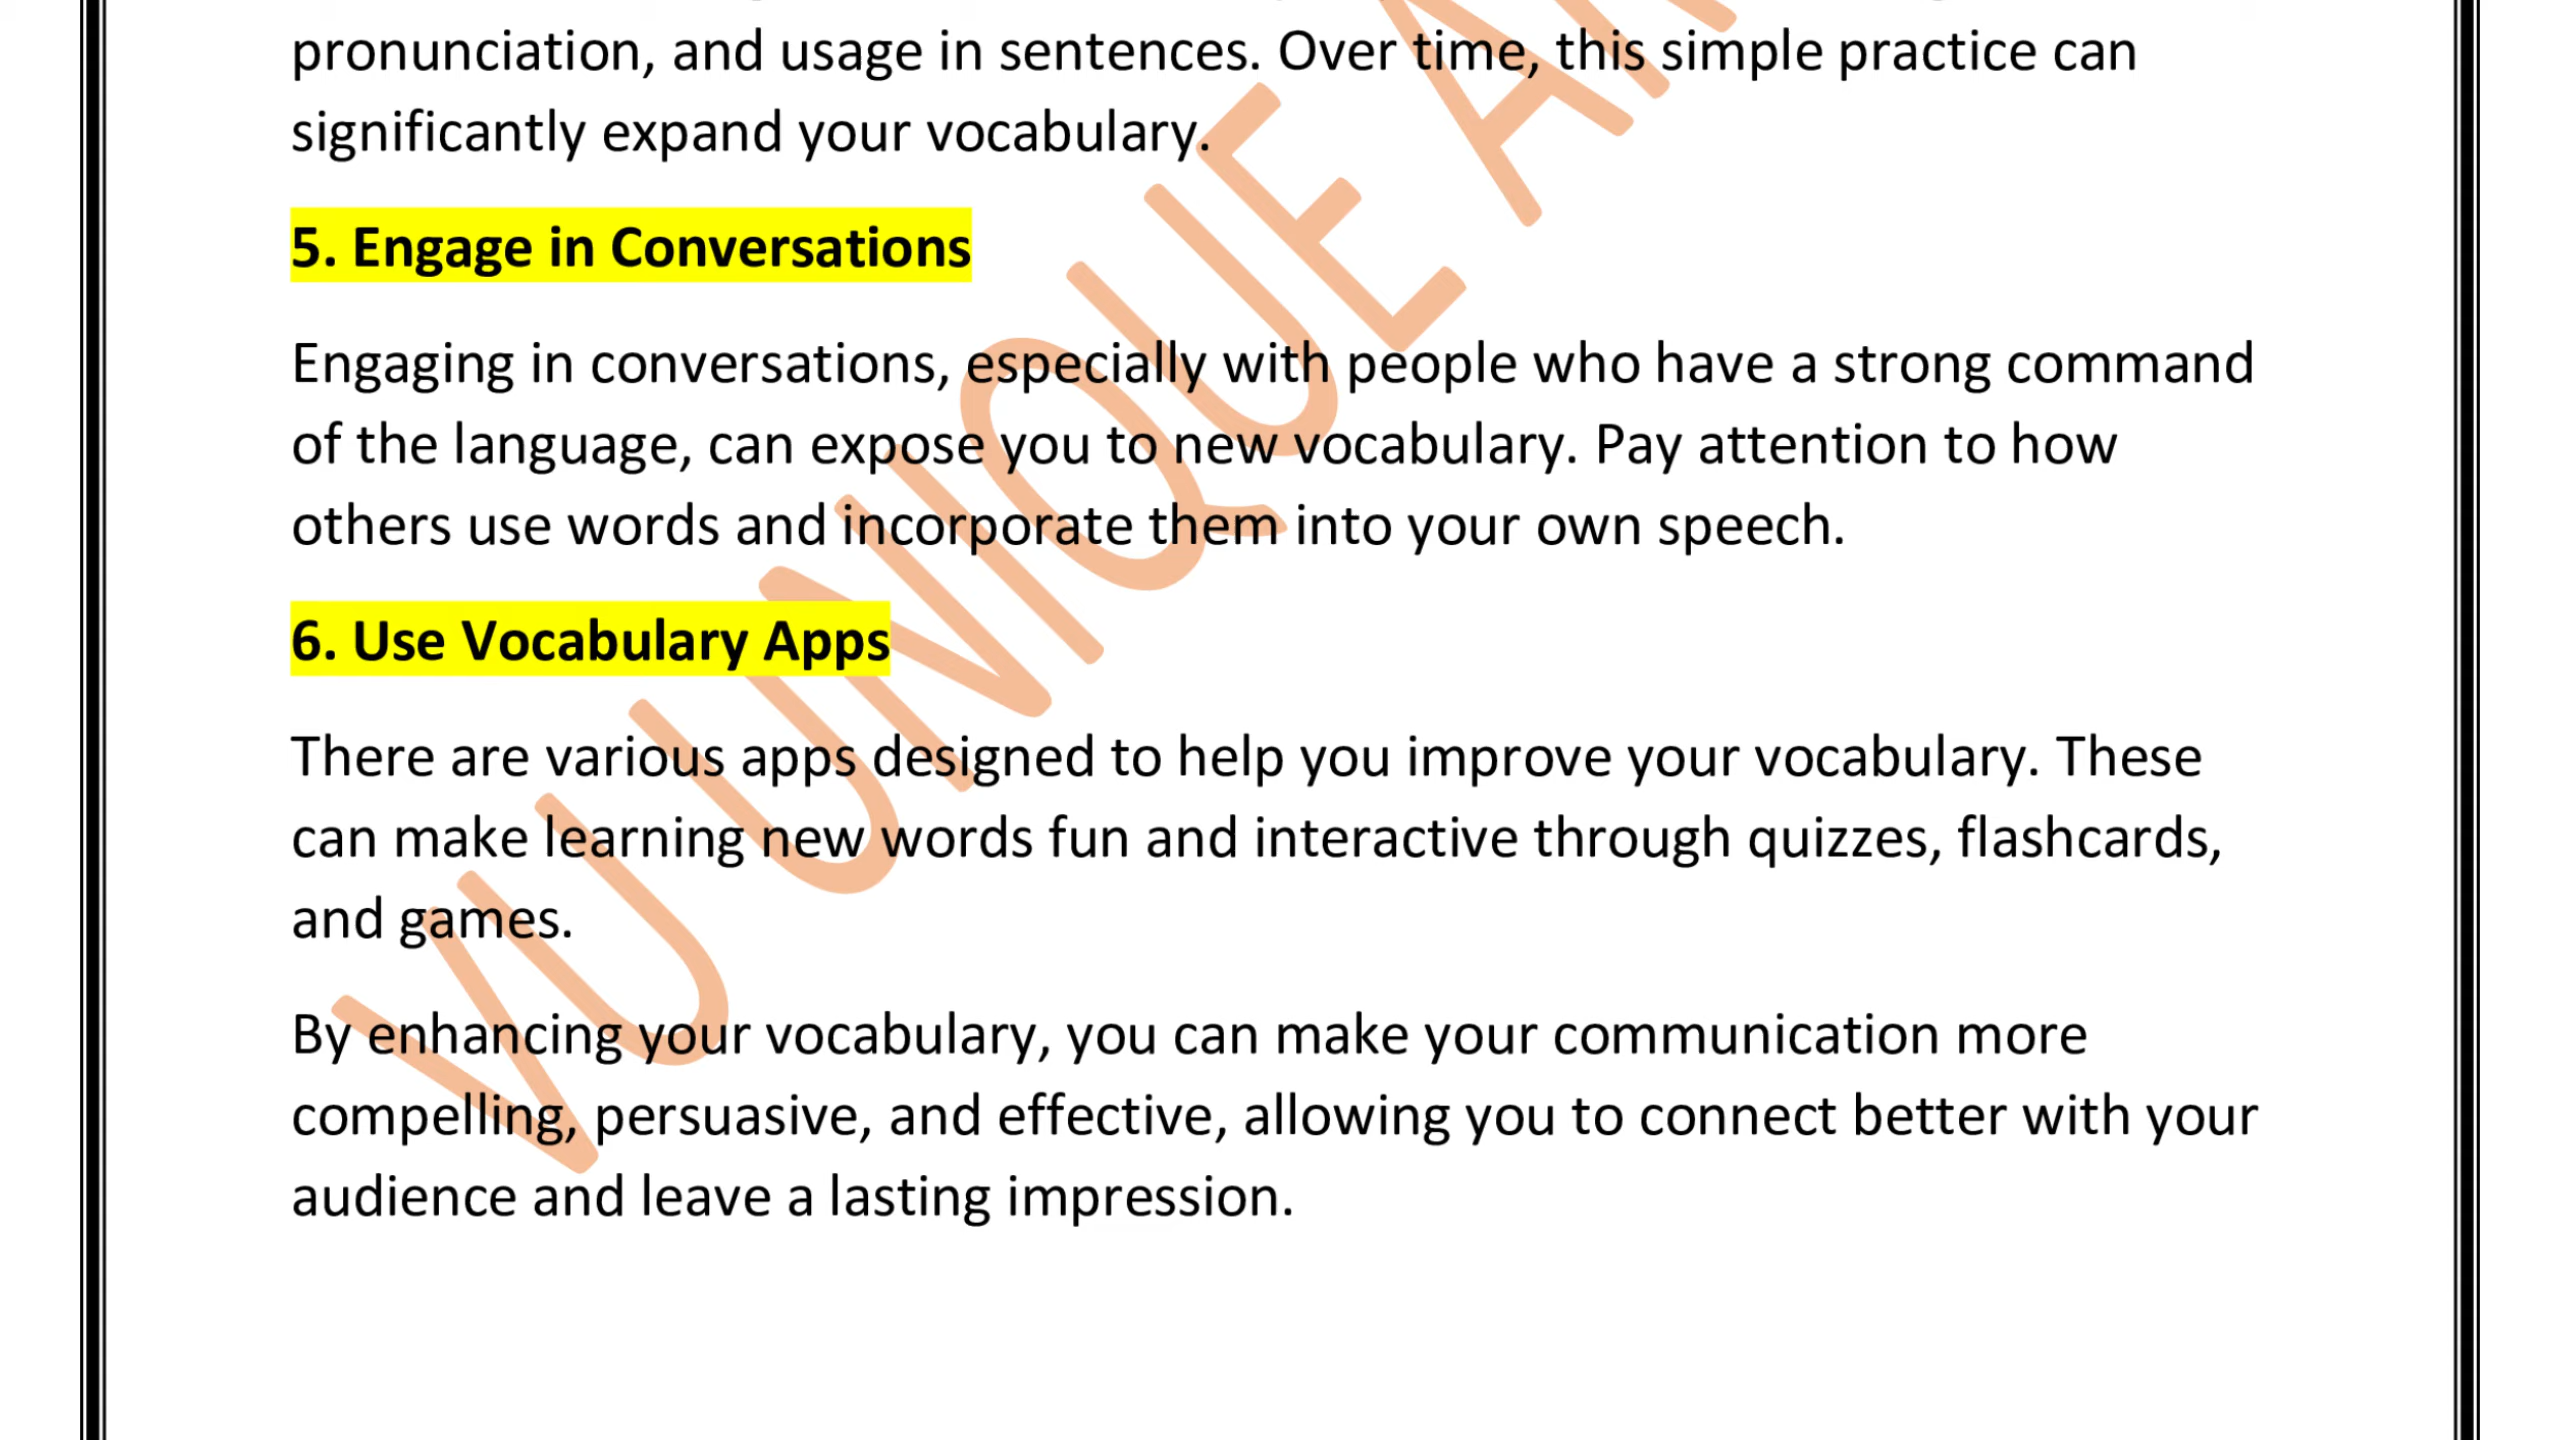 pronunciation, and usage in sentences. Over time, this simple practice can
significantly expand your vocabulary.
5. Engage in Conversations
Engaging in conversations, especially with people who have a strong command
of the language, can expose you to new vocabulary. Pay attention to how
others use words and incorporate them into your own speech.
6. Use Vocabulary Apps
There are various apps designed to help you improve your vocabulary. These
can make learning new words fun and interactive through quizzes, flashcards,
and games.
By enhancing your vocabulary, you can make your communication more
compelling, persuasive, and effective, allowing you to connect better with your
audience and leave a lasting impression.
VU UNIQUE